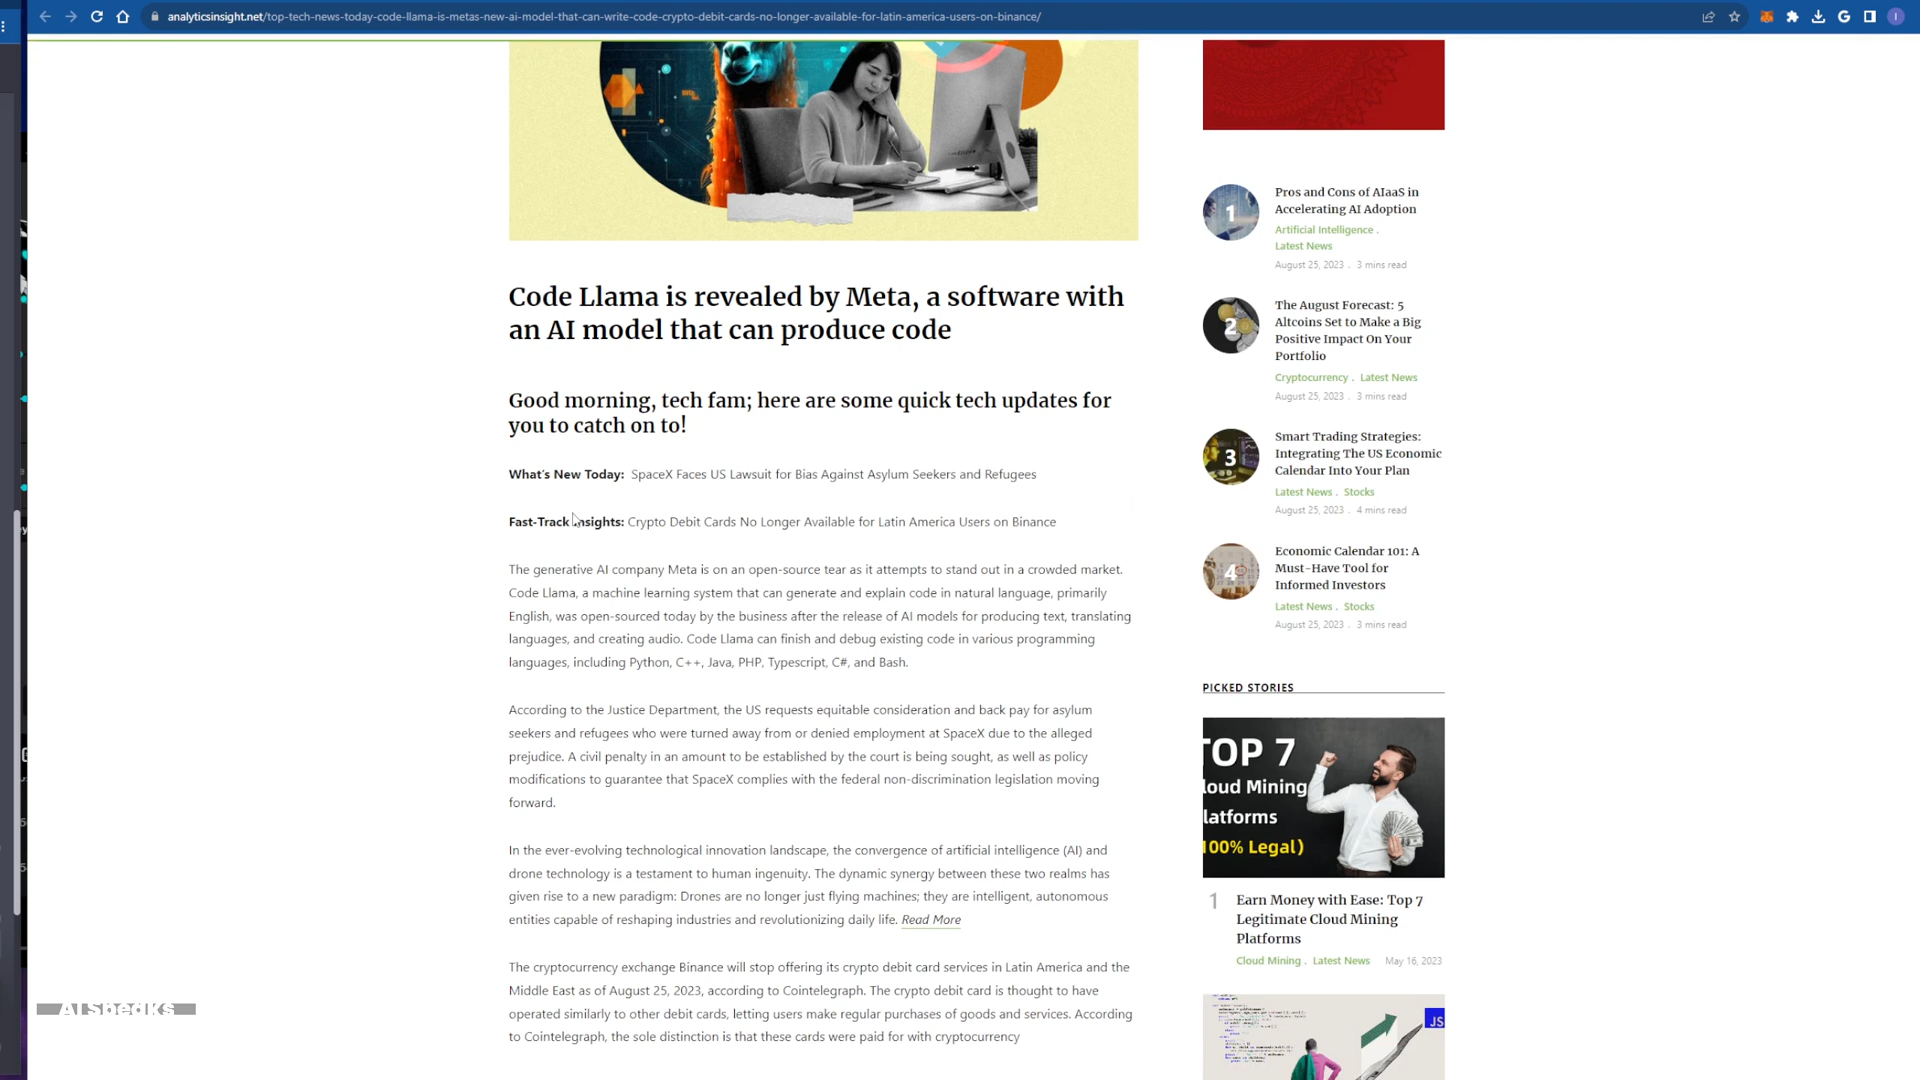 analyticsinsight.net/top-tech-news-today-code-llama-is-metas-new-ai-model-that-can-write-code-crypto-debit-cards-no-longer-available-for-latin-america-users-on-binance/
Code Llama is revealed by Meta, a software with
an AI model that can produce code
Good morning, tech fam; here are some quick tech updates for
you to catch on to!
What's New Today: SpaceX Faces US Lawsuit for Bias Against Asylum Seekers and Refugees
Fast-Track Insights: Crypto Debit Cards No Longer Available for Latin America Users on Binance
The generative AI company Meta is on an open-source tear as it attempts to stand out in a crowded market.
Code Llama, a machine learning system that can generate and explain code in natural language, primarily
English, was open-sourced today by the business after the release of AI models for producing text, translating
languages, and creating audio. Code Llama can finish and debug existing code in various programming
languages, including Python, C++, Java, PHP, Typescript, C#, and Bash.
According to the Justice Department, the US requests equitable consideration and back pay for asylum
seekers and refugees who were turned away from or denied employment at SpaceX due to the alleged
prejudice. A civil penalty in an amount to be established by the court is being sought, as well as policy
modifications to guarantee that SpaceX complies with the federal non-discrimination legislation moving
forward.
In the ever-evolving technological innovation landscape, the convergence of artificial intelligence (AI) and
drone technology is a testament to human ingenuity. The dynamic synergy between these two realms has
given rise to a new paradigm: Drones are no longer just flying machines; they are intelligent, autonomous
entities capable of reshaping industries and revolutionizing daily life. Read More
The cryptocurrency exchange Binance will stop offering its crypto debit card services in Latin America and the
Middle East as of August 25, 2023, according to Cointelegraph. The crypto debit card is thought to have
operated similarly to other debit cards, letting users make regular purchases of goods and services. According
to Cointelegraph, the sole distinction is that these cards were paid for with cryptocurrency
1
Pros and Cons of AIaaS in
Accelerating AI Adoption
Artificial Intelligence .
Latest News
August 25, 2023 . 3 mins read
2
The August Forecast: 5
Altcoins Set to Make a Big
Positive Impact On Your
Portfolio
Cryptocurrency . Latest News
August 25, 2023 . 3 mins read
3
Smart Trading Strategies:
Integrating The US Economic
Calendar Into Your Plan
Latest News . Stocks
August 25, 2023 . 4 mins read
4
Economic Calendar 101: A
Must-Have Tool for
Informed Investors
Latest News . Stocks
August 25, 2023 . 3 mins read
PICKED STORIES
TOP 7
loud Mining
latforms
100% Legal)
1
Earn Money with Ease: Top 7
Legitimate Cloud Mining
Platforms
Cloud Mining . Latest News May 16, 2023
JS